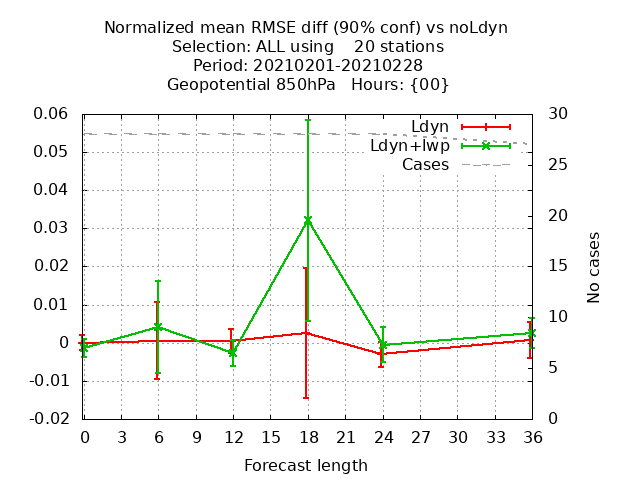 Normalized mean RMSE diff (90% conf) vs noLdyn
Selection: ALL using    20 stations
Period: 20210201-20210228
Geopotential 850hPa   Hours: {00}
0.06
0.05
0.04
0.03
0.02
0.01
0
-0.01
-0.02
30
25
20
15
10
5
0
No cases
Ldyn
Ldyn+lwp
Cases
0 3 6 9 12 15 18 21 24 27 30 33 36
Forecast length